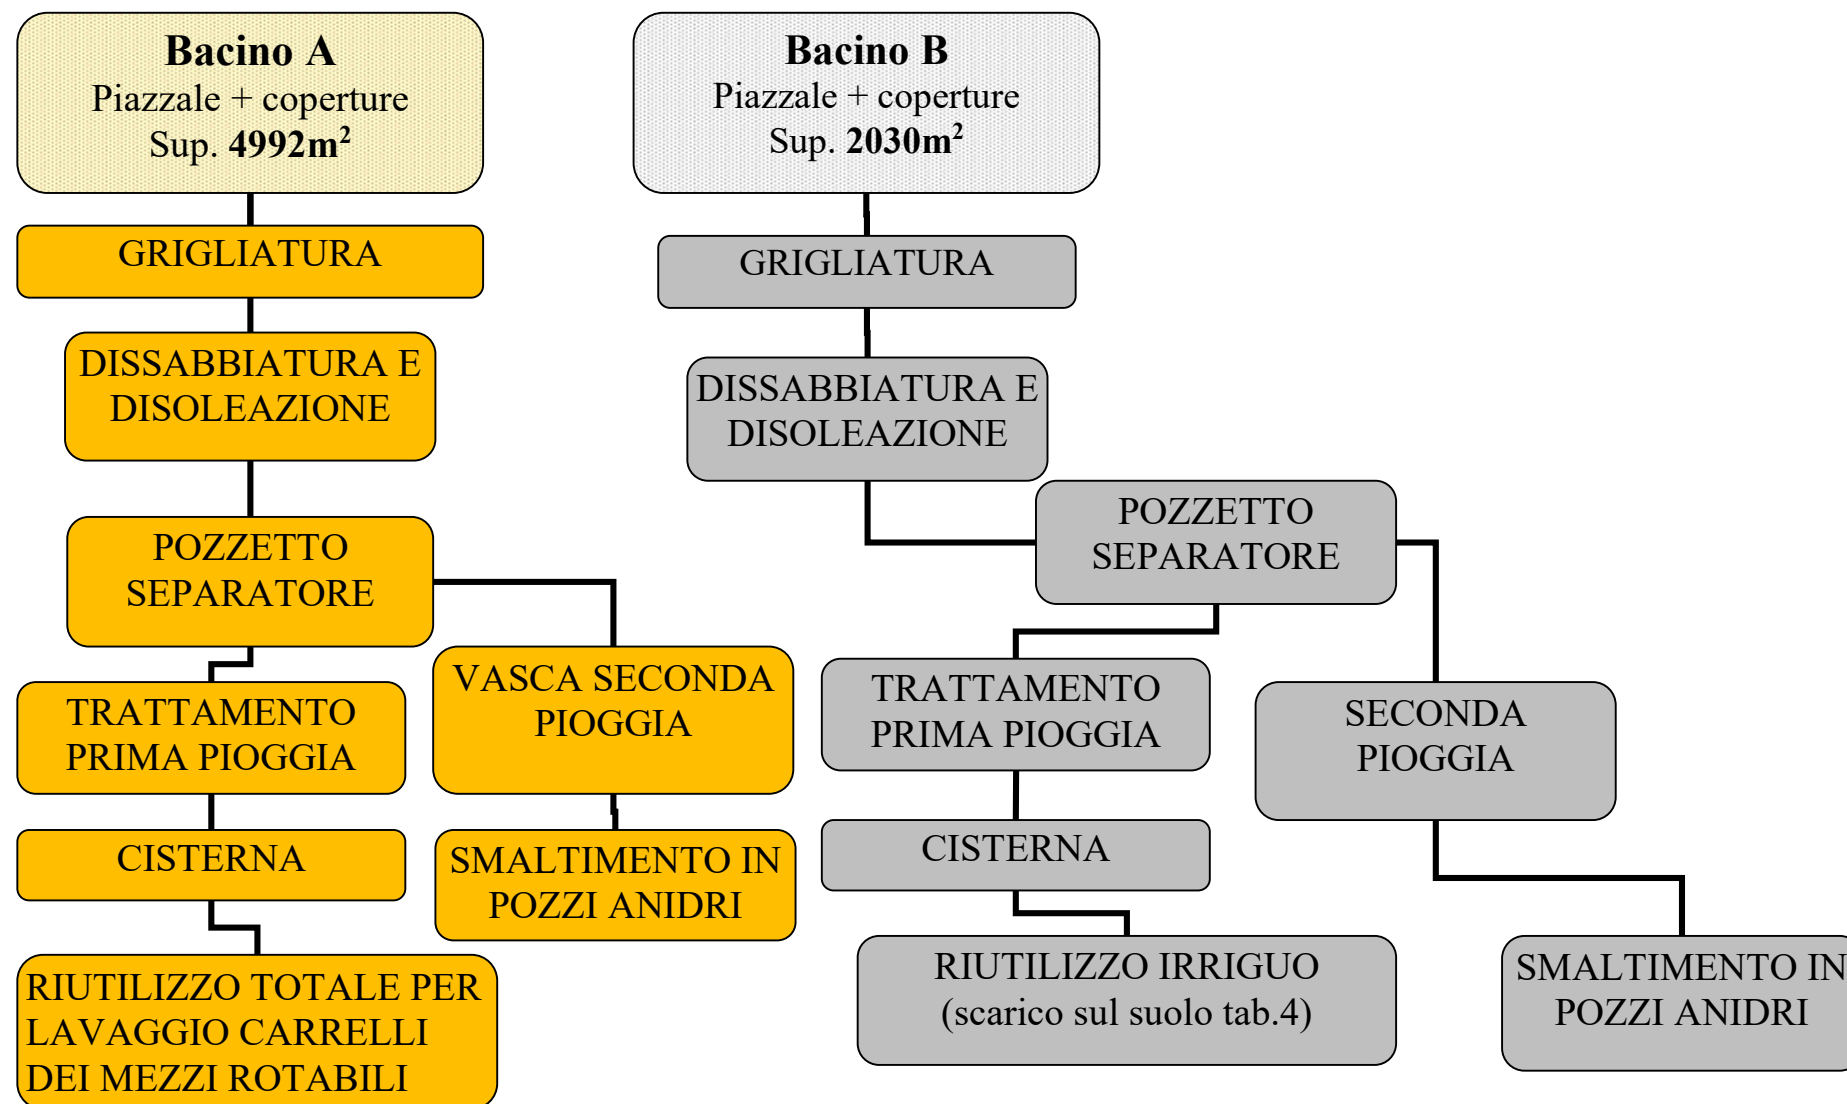 Bacino A
Piazzale + coperture
Sup. 4992m²
GRIGLIATURA
DISSABBIATURA E
DISOLEAZIONE
POZZETTO
SEPARATORE
TRATTAMENTO
PRIMA PIOGGIA
CISTERNA
RIUTILIZZO TOTALE PER
LAVAGGIO CARRELLI
DEI MEZZI ROTABILI
VASCA SECONDA
PIOGGIA
SMALTIMENTO IN
POZZI ANIDRI
Bacino B
Piazzale + coperture
Sup. 2030m²
GRIGLIATURA
DISSABBIATURA E
DISOLEAZIONE
POZZETTO
SEPARATORE
TRATTAMENTO
PRIMA PIOGGIA
CISTERNA
RIUTILIZZO IRRIGUO
(scarico sul suolo tab.4)
SECONDA
PIOGGIA
SMALTIMENTO IN
POZZI ANIDRI